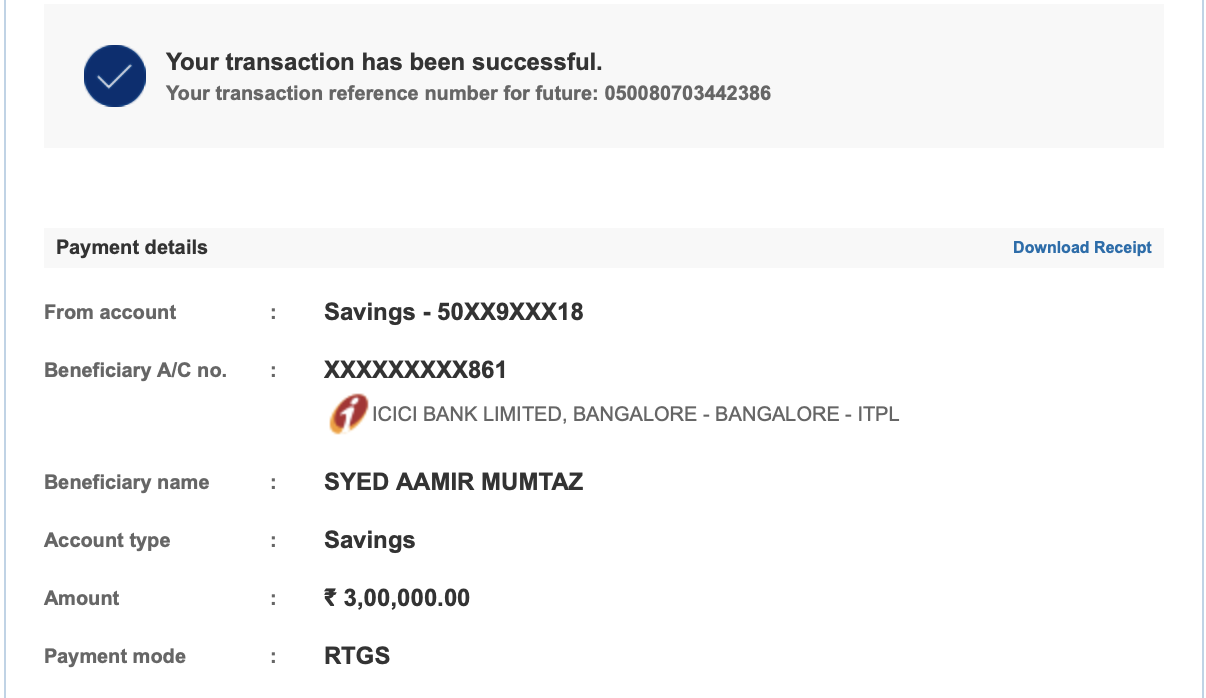 Your transaction has been successful.
Your transaction reference number for future: 050080703442386
Payment details Download Receipt
From account : Savings - 50XX9XXX18
Beneficiary A/C no. : XXXXXXXXX861
ICICI BANK LIMITED, BANGALORE - BANGALORE - ITPL
Beneficiary name : SYED AAMIR MUMTAZ
Account type : Savings
Amount : ₹ 3,00,000.00
Payment mode : RTGS